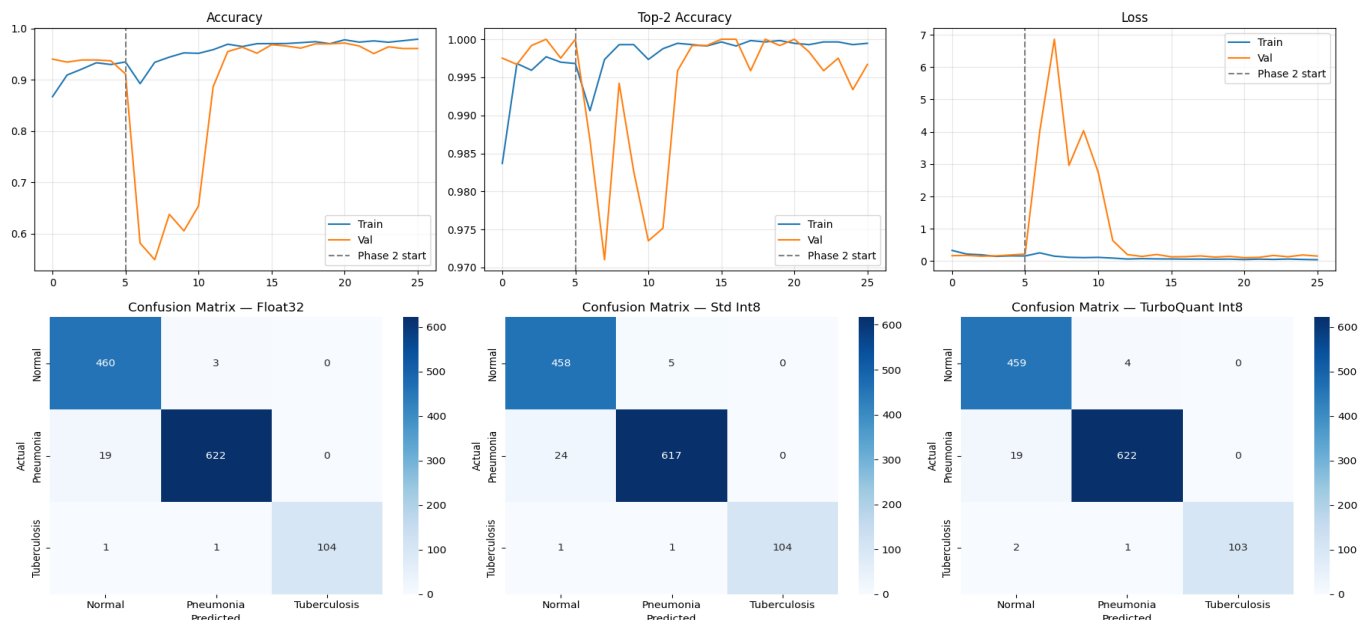 Accuracy
1.0
0.9
0.8
0.7
0.6
0
5
10
15
20
25
Train
Val
Phase 2 start
Top-2 Accuracy
1.000
0.995
0.990
0.985
0.980
0.975
0.970
0
5
10
15
20
25
Train
Val
Phase 2 start
Loss
7
6
5
4
3
2
1
0
0
5
10
15
20
25
Train
Val
Phase 2 start
Confusion Matrix — Float32
Actual
Normal
Pneumonia
Tuberculosis
460 3 0
19 622 0
1 1 104
Normal Pneumonia Tuberculosis
Predicted
600
500
400
300
200
100
0
Confusion Matrix — Std Int8
Actual
Normal
Pneumonia
Tuberculosis
458 5 0
24 617 0
1 1 104
Normal Pneumonia Tuberculosis
Predicted
600
500
400
300
200
100
0
Confusion Matrix — TurboQuant Int8
Actual
Normal
Pneumonia
Tuberculosis
459 4 0
19 622 0
2 1 103
Normal Pneumonia Tuberculosis
Predicted
600
500
400
300
200
100
0